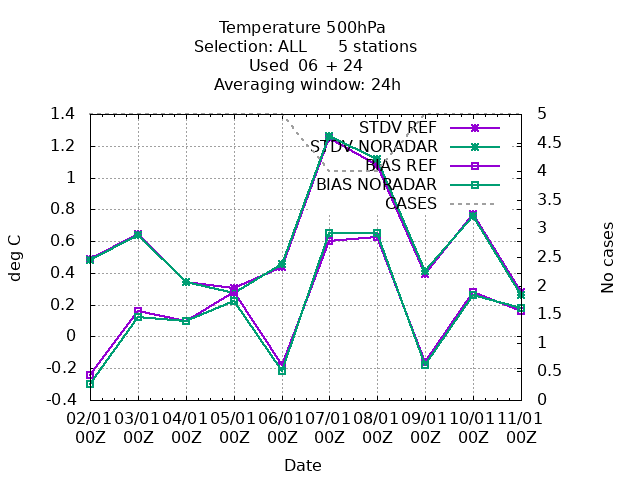 Temperature 500hPa
Selection: ALL 5 stations
Used 06 + 24
Averaging window: 24h
1.4
1.2
1
0.8
0.6
0.4
0.2
0
-0.2
-0.4
deg C
5
4.5
4
3.5
3
2.5
2
1.5
1
0.5
0
No cases
STDV REF
STDV NORADAR
BIAS REF
BIAS NORADAR
CASES
02/01 03/01 04/01 05/01 06/01 07/01 08/01 09/01 10/01 11/01
00Z 00Z 00Z 00Z 00Z 00Z 00Z 00Z 00Z 00Z
Date